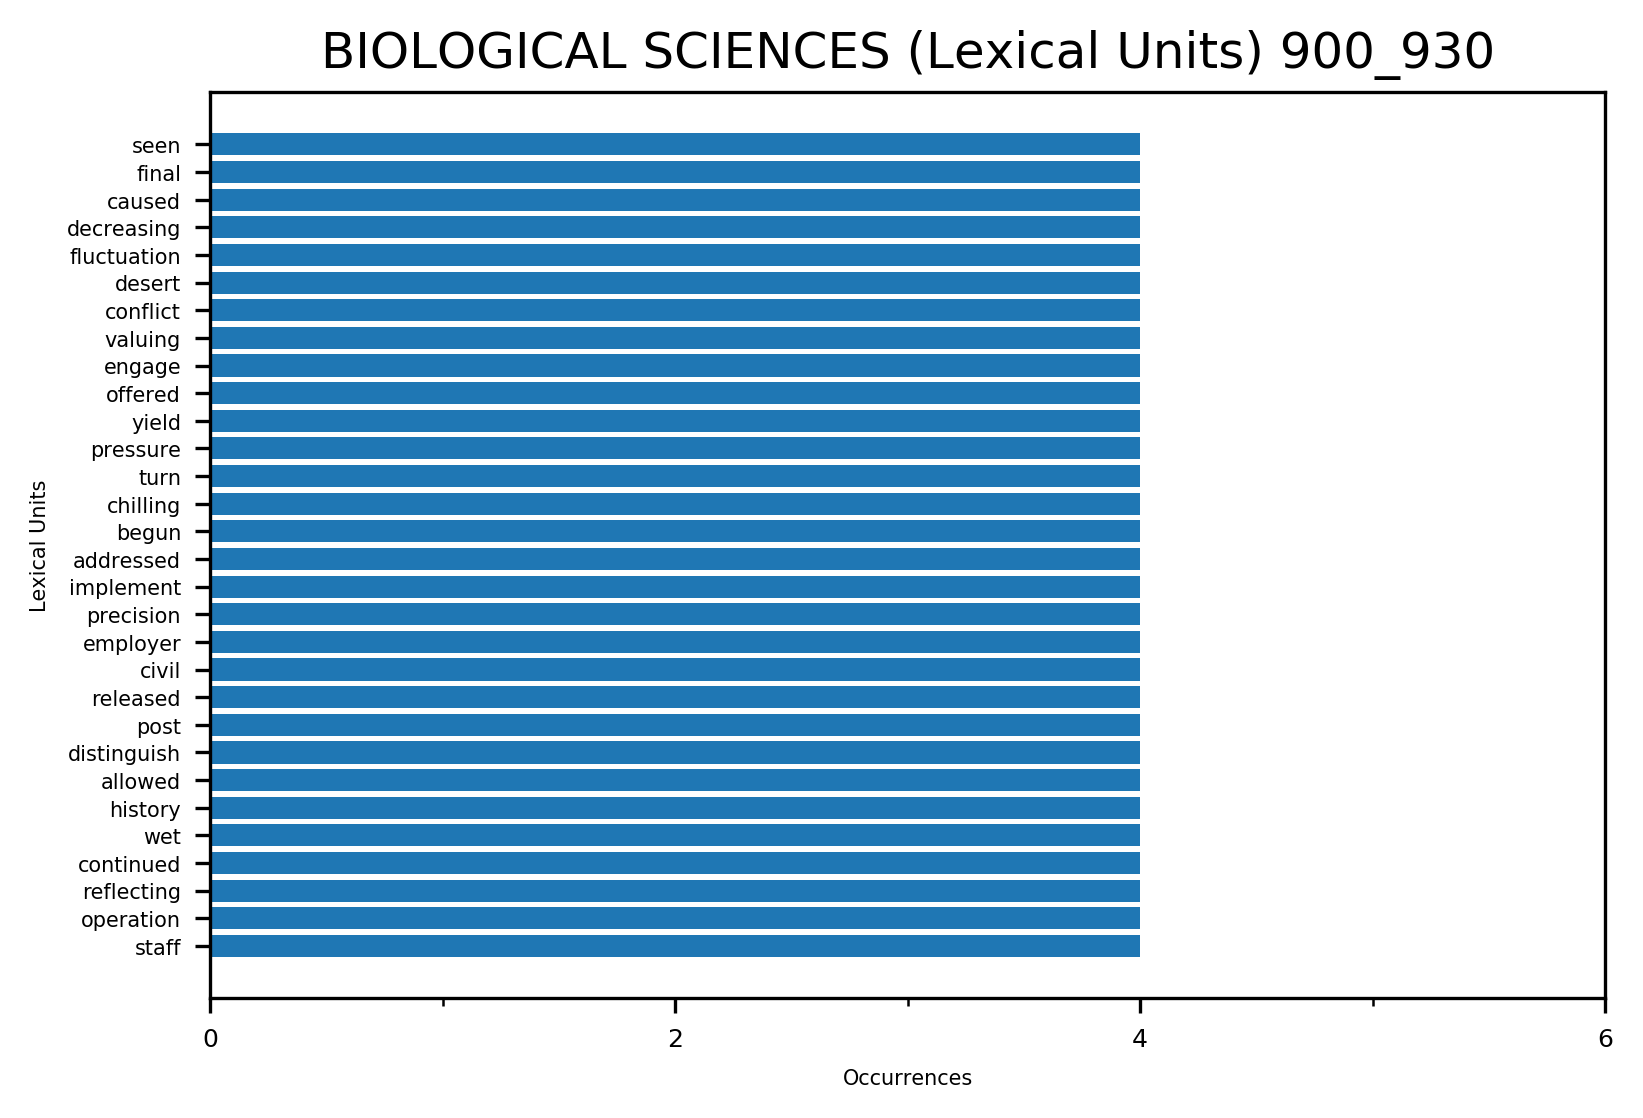 BIOLOGICAL SCIENCES (Lexical Units) 900_930
seen
final
caused
decreasing
fluctuation
desert
conflict
valuing
engage
offered
yield
pressure
turn
chilling
begun
addressed
implement
precision
employer
civil
released
post
distinguish
allowed
history
wet
continued
reflecting
operation
staff
Lexical Units
0 2 4 6
Occurrences